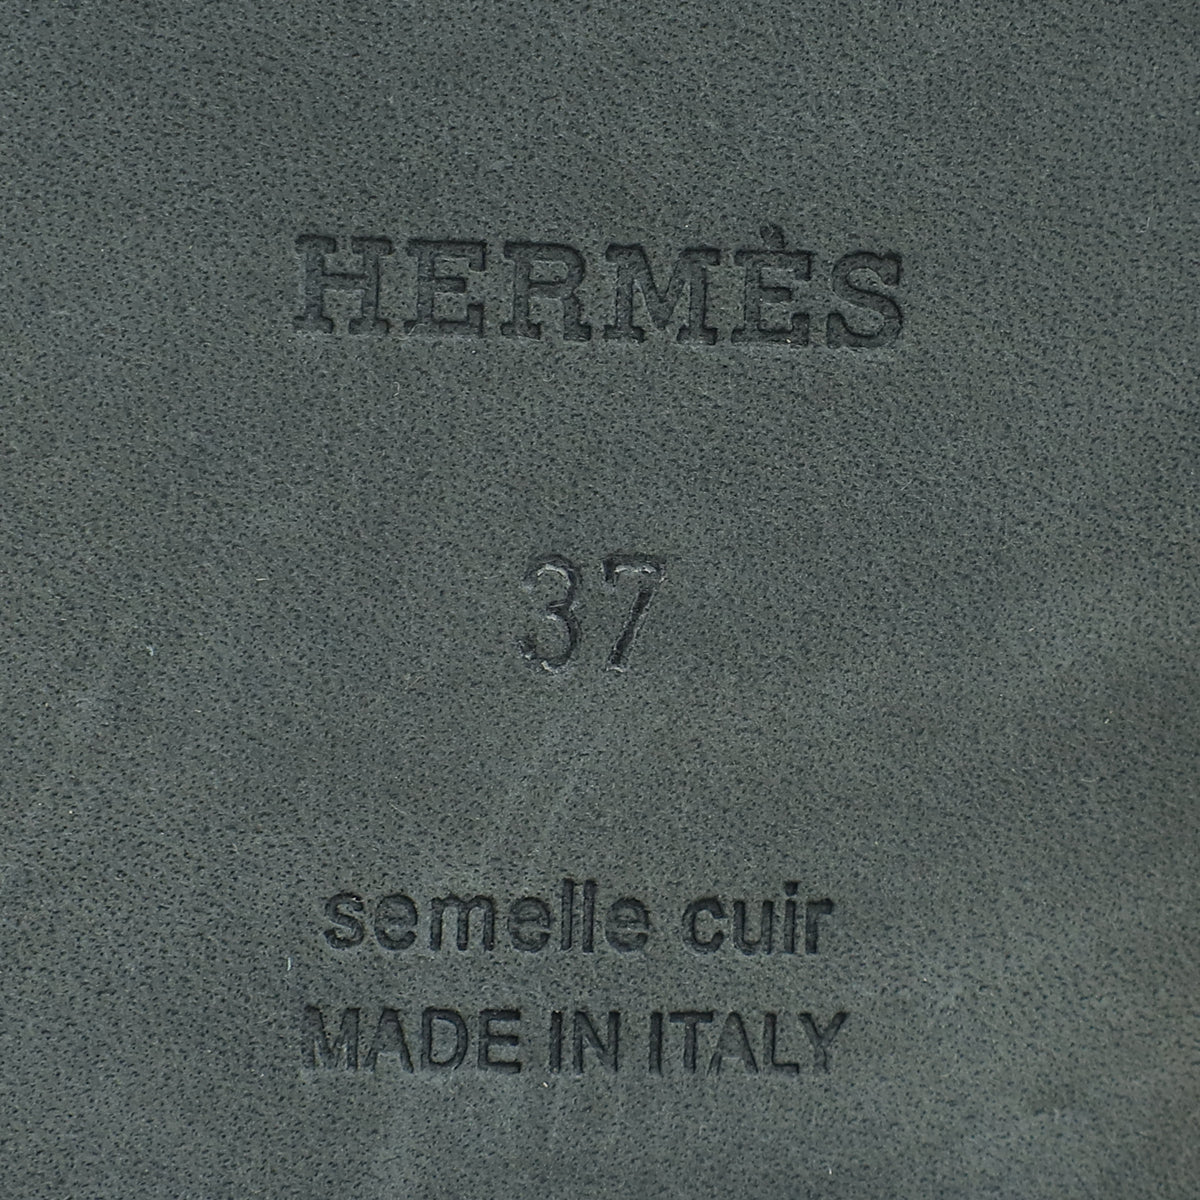 HERMÈS
37
semelle cuir
MADE IN ITALY